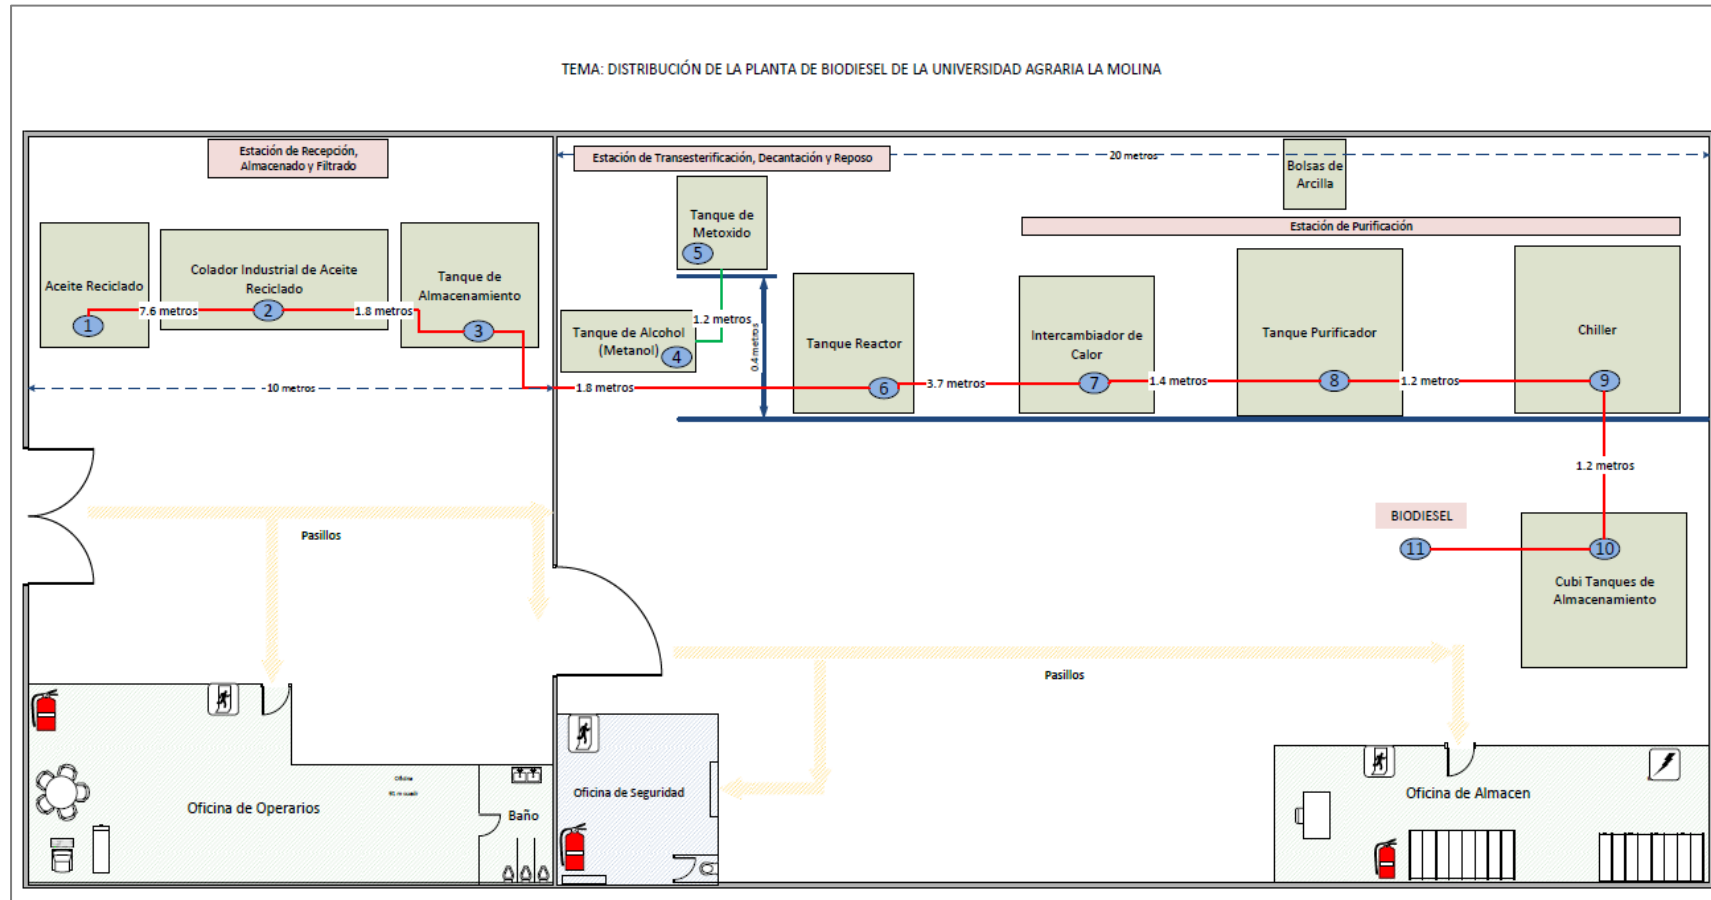 TEMA: DISTRIBUCIÓN DE LA PLANTA DE BIODIESEL DE LA UNIVERSIDAD AGRARIA LA MOLINA
Estación de Recepción,
Almacenado y Filtrado
Estación de Transesterificación, Decantación y Reposo
20 metros
Bolsas de
Arcilla
Estación de Purificación
Tanque de
Metoxido
5
Aceite Reciclado
1
7.6 metros
Colador Industrial de Aceite
Reciclado
2
1.8 metros
Tanque de
Almacenamiento
3
1.2 metros
Tanque de Alcohol
(Metanol)
4
0.4 metros
Tanque Reactor
6
Intercambiador de
Calor
7
Tanque Purificador
8
Chiller
9
10 metros
1.8 metros
3.7 metros
1.4 metros
1.2 metros
1.2 metros
BIODIESEL
11
10
Cubi Tanques de
Almacenamiento
Pasillos
Pasillos
Oficina de Operarios
Oficina
Baño
Oficina de Seguridad
Oficina de Almacen